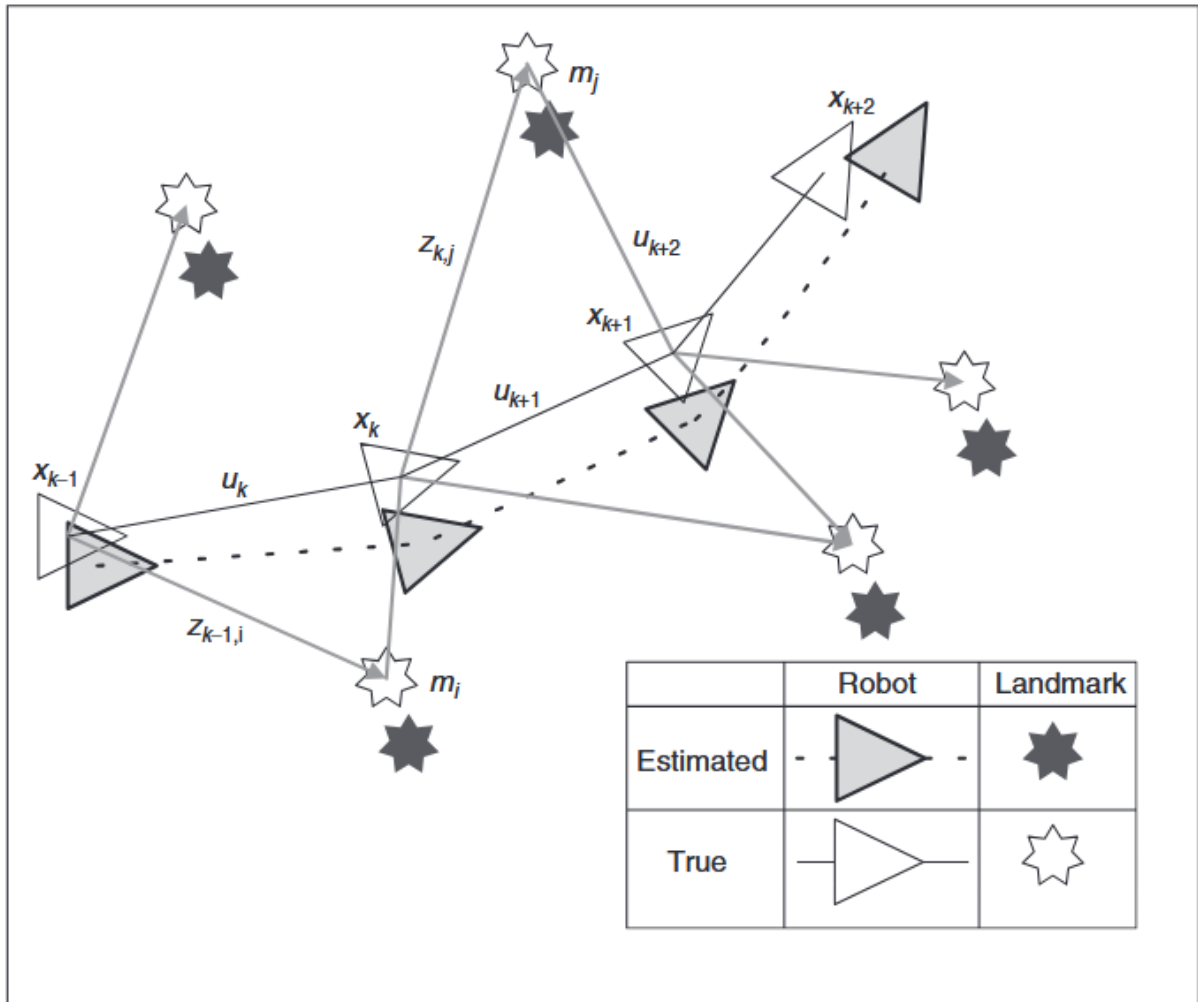 m_j
x_{k+2}
z_{k,j}
u_{k+2}
x_{k+1}
u_{k+1}
x_k
x_{k–1}
u_k
z_{k–1,i}
m_i
Robot Landmark
Estimated
True